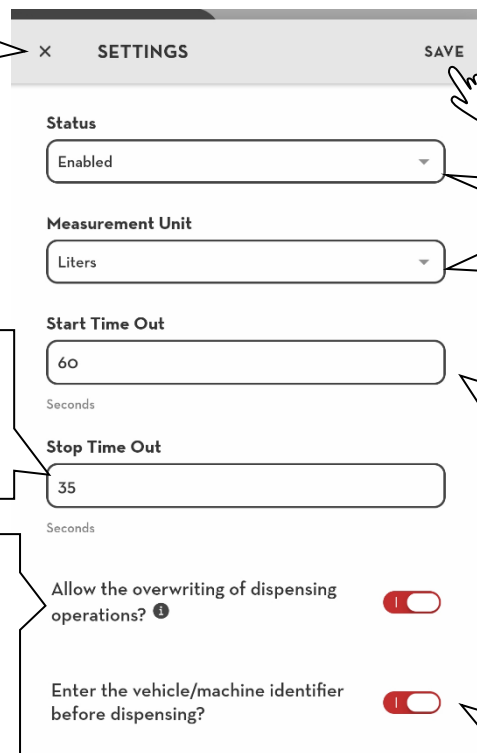 × SETTINGS SAVE
Status
Enabled
Measurement Unit
Liters
Start Time Out
60
Seconds
Stop Time Out
35
Seconds
Allow the overwriting of dispensing
operations?
Enter the vehicle/machine identifier
before dispensing?